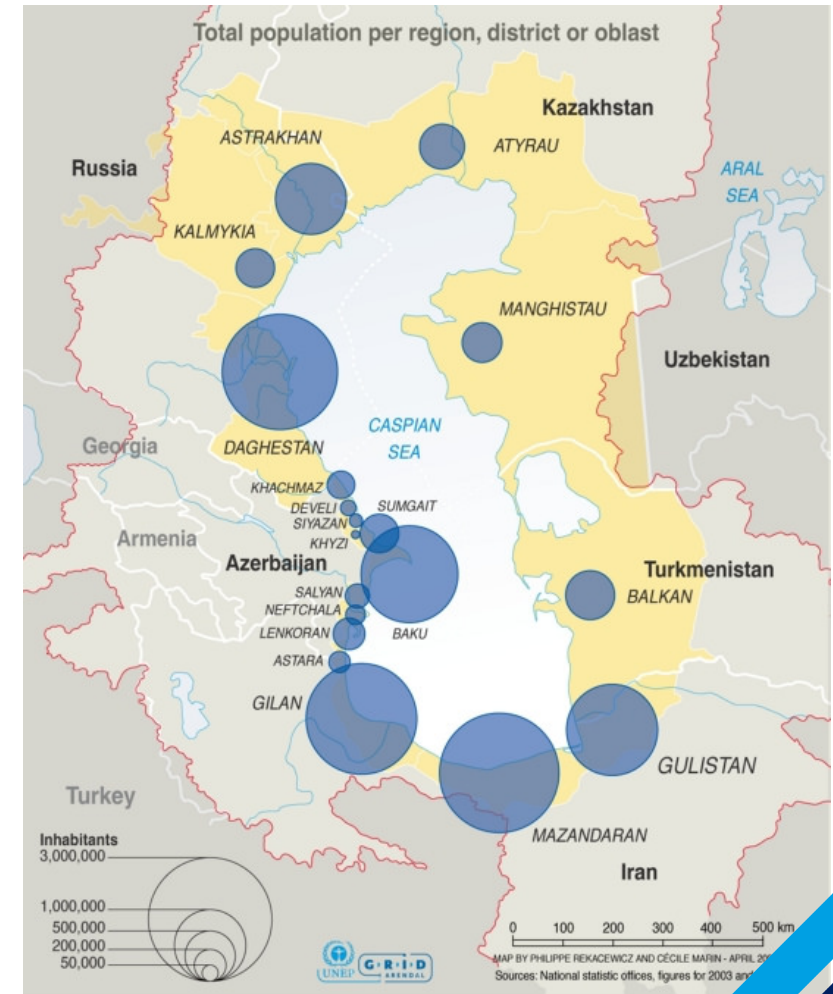 Total population per region, district or oblast
Kazakhstan
ASTRAKHAN
ATYRAU
Russia
ARAL
SEA
KALMYKIA
MANGHISTAU
Uzbekistan
CASPIAN
SEA
Georgia
DAGHESTAN
KHACHMAZ
DEVELI
SUMGAIT
SIYAZAN
Armenia
KHYZI
Azerbaijan
Turkmenistan
SALYAN
BALKAN
NEFTCHALA
LENKORAN
BAKU
ASTARA
GILAN
GULISTAN
Turkey
MAZANDARAN
Inhabitants
3,000,000
Iran
1,000,000
500,000
200,000
50,000
0 100 200 300 400 500 km
UNEP
G·R·I·D
ARENDAL
MAP BY PHILIPPE REKACEWICZ AND CÉCILE MARIN - APRIL
Sources: National statistic offices, figures for 2003 and